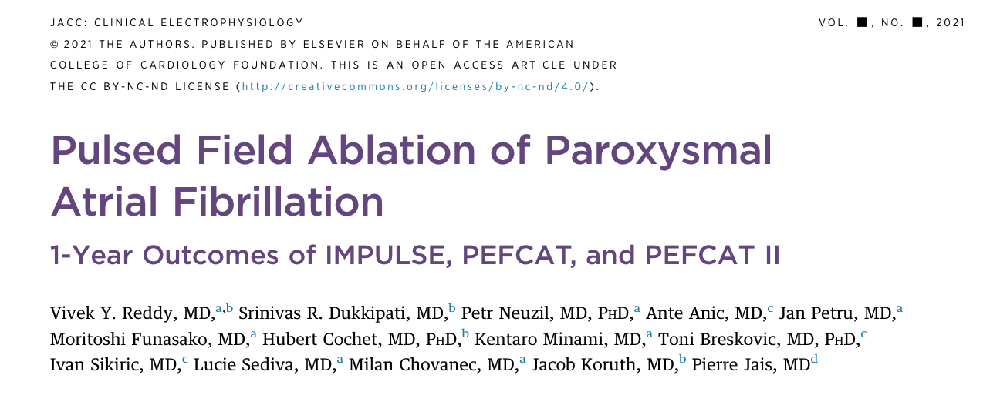 JACC: CLINICAL ELECTROPHYSIOLOGY VOL. ■, NO. ■, 2021
© 2021 THE AUTHORS. PUBLISHED BY ELSEVIER ON BEHALF OF THE AMERICAN
COLLEGE OF CARDIOLOGY FOUNDATION. THIS IS AN OPEN ACCESS ARTICLE UNDER
THE CC BY-NC-ND LICENSE (http://creativecommons.org/licenses/by-nc-nd/4.0/).
Pulsed Field Ablation of Paroxysmal
Atrial Fibrillation
1-Year Outcomes of IMPULSE, PEFCAT, and PEFCAT II
Vivek Y. Reddy, MD,a,b Srinivas R. Dukkipati, MD,b Petr Neuzil, MD, PHD,a Ante Anic, MD,c Jan Petru, MD,a
Moritoshi Funasako, MD,a Hubert Cochet, MD, PHD,b Kentaro Minami, MD,a Toni Breskovic, MD, PHD,c
Ivan Sikiric, MD,c Lucie Sediva, MD,a Milan Chovanec, MD,a Jacob Koruth, MD,b Pierre Jais, MDd